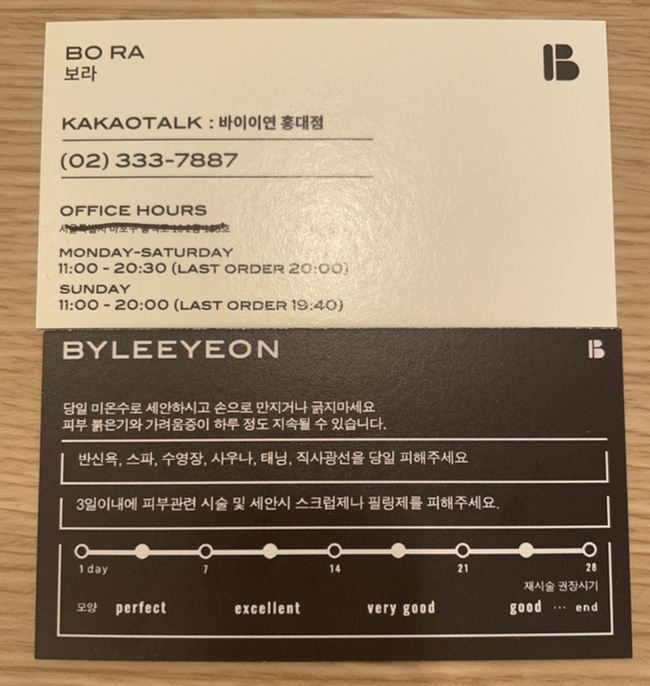 BO RA
보라
B
KAKAOTALK : 바이이연 홍대점
(02) 333-7887
OFFICE HOURS
MONDAY-SATURDAY
11:00 - 20:30 (LAST ORDER 20:00)
SUNDAY
11:00 - 20:00 (LAST ORDER 19:40)
BYLEEYEON
B
당일 미온수로 세안하시고 손으로 만지거나 긁지마세요
피부 붉은기와 가려움증이 하루 정도 지속될 수 있습니다.
반신욕, 스파, 수영장, 사우나, 태닝, 직사광선을 당일 피해주세요
3일이내에 피부관련 시술 및 세안시 스크럽제나 필링제를 피해주세요.
1 day 7 14 21 28
재시술 권장시기
모양 perfect excellent very good good ··· end